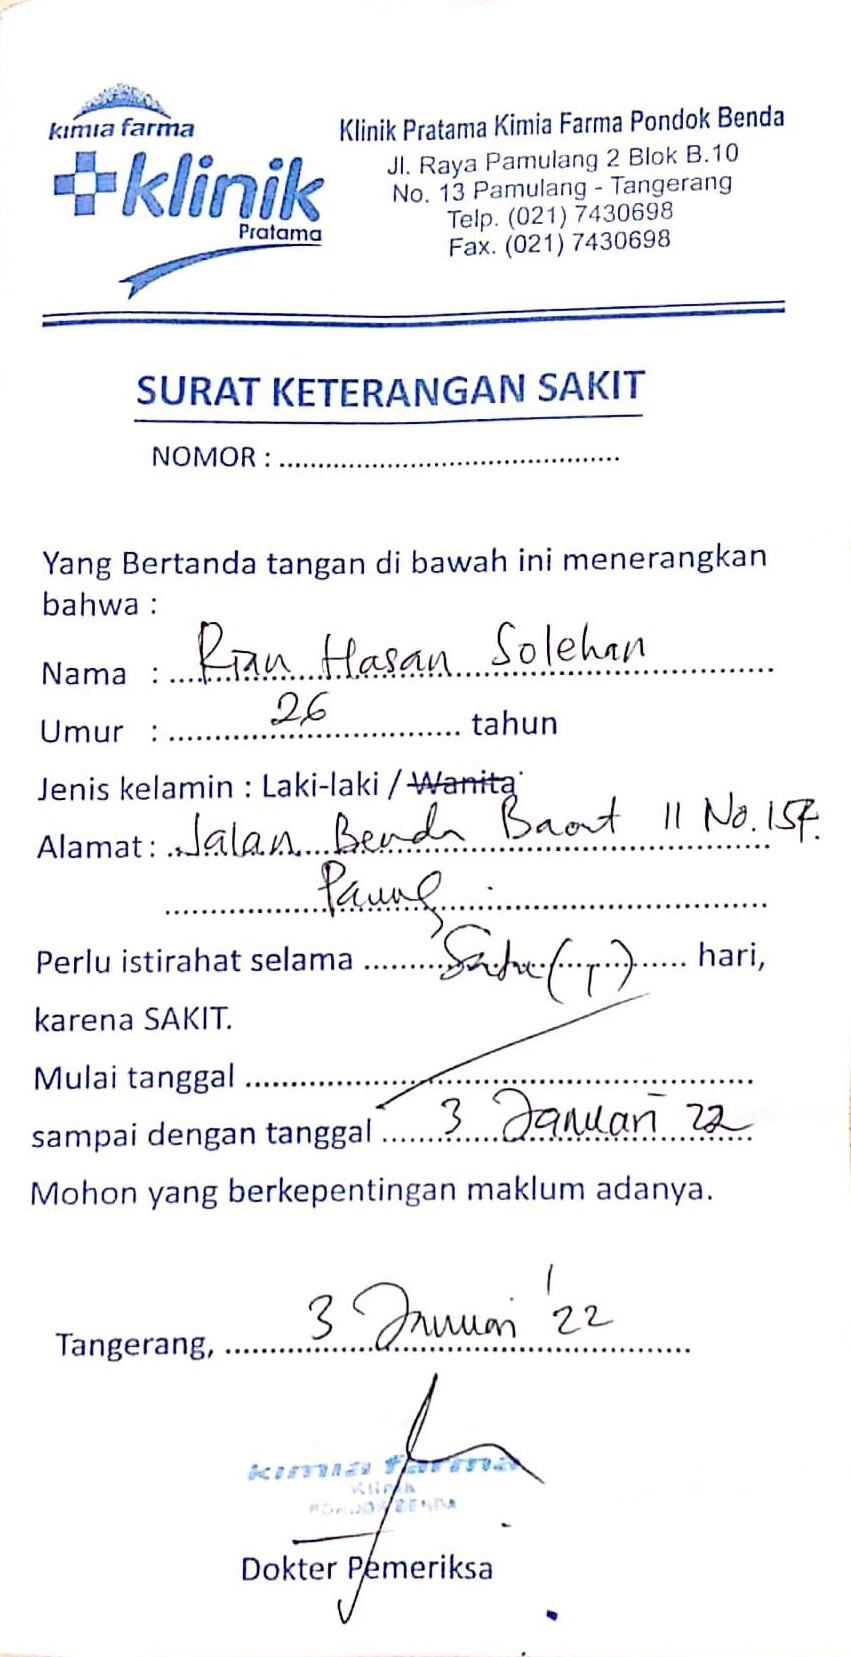 kimia farma
klinik
Pratama
Klinik Pratama Kimia Farma Pondok Benda
Jl. Raya Pamulang 2 Blok B.10
No. 13 Pamulang - Tangerang
Telp. (021) 7430698
Fax. (021) 7430698
SURAT KETERANGAN SAKIT
NOMOR : ............................................
Yang Bertanda tangan di bawah ini menerangkan
bahwa :
Nama : Rian Hasan Solehan
Umur : 26 tahun
Jenis kelamin : Laki-laki / Wanita
Alamat : Jalan Benda Barat 11 No.
Perlu istirahat selama Satu ( ) hari,
karena SAKIT.
Mulai tanggal ............................................
sampai dengan tanggal 3 Januari 22
Mohon yang berkepentingan maklum adanya.
Tangerang, 3 Januari '22
kimia farma
Klinik
PONDOK BENDA
Dokter Pemeriksa